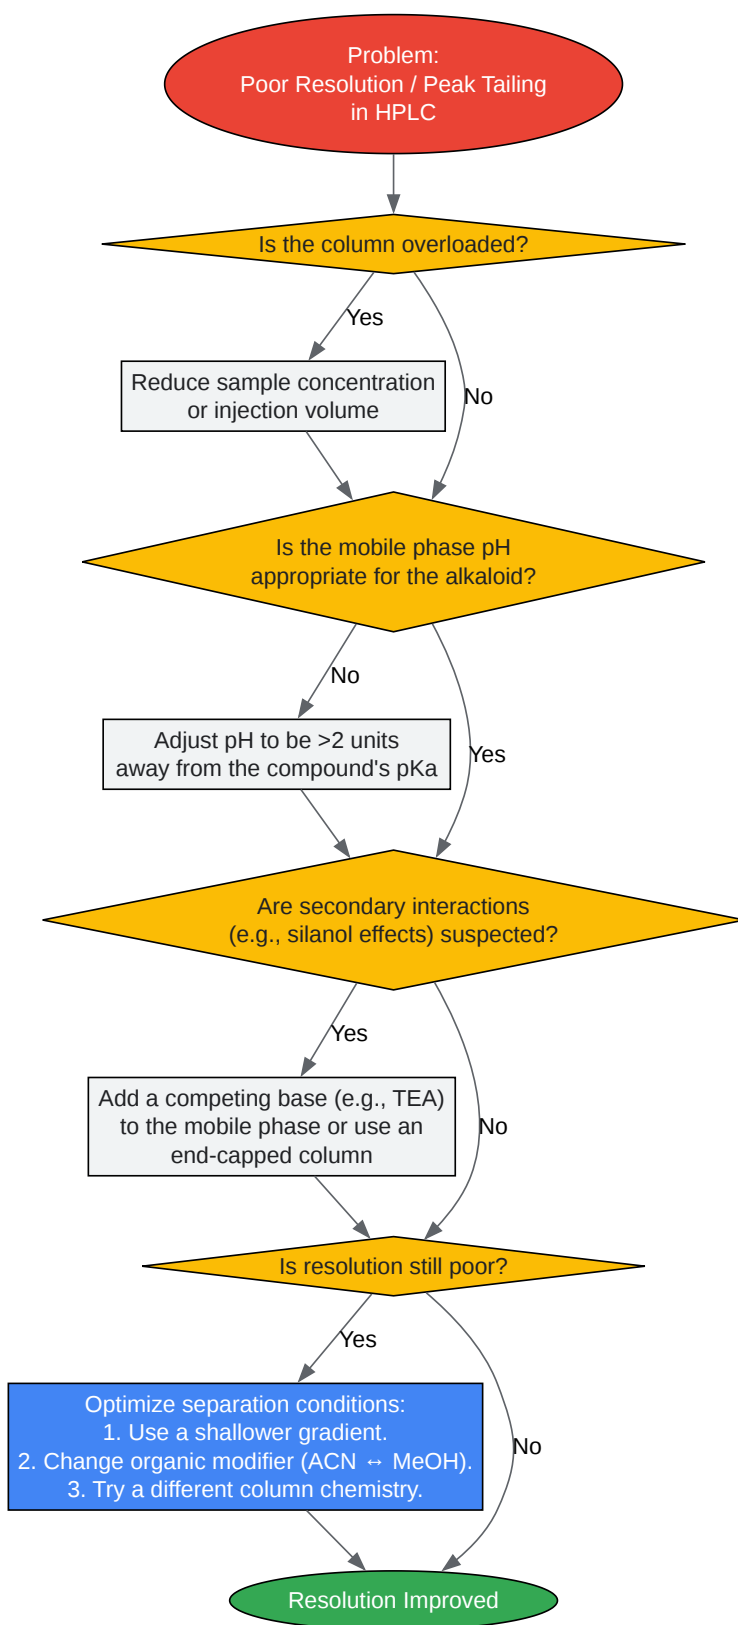 Problem:
Poor Resolution / Peak Tailing
in HPLC
Is the column overloaded?
Yes
Reduce sample concentration
or injection volume
No
Is the mobile phase pH
appropriate for the alkaloid?
No
Adjust pH to be >2 units
away from the compound's pKa
Yes
Are secondary interactions
(e.g., silanol effects) suspected?
Yes
Add a competing base (e.g., TEA)
to the mobile phase or use an
end-capped column
No
Is resolution still poor?
Yes
Optimize separation conditions:
1. Use a shallower gradient.
2. Change organic modifier (ACN ↔ MeOH).
3. Try a different column chemistry.
No
Resolution Improved